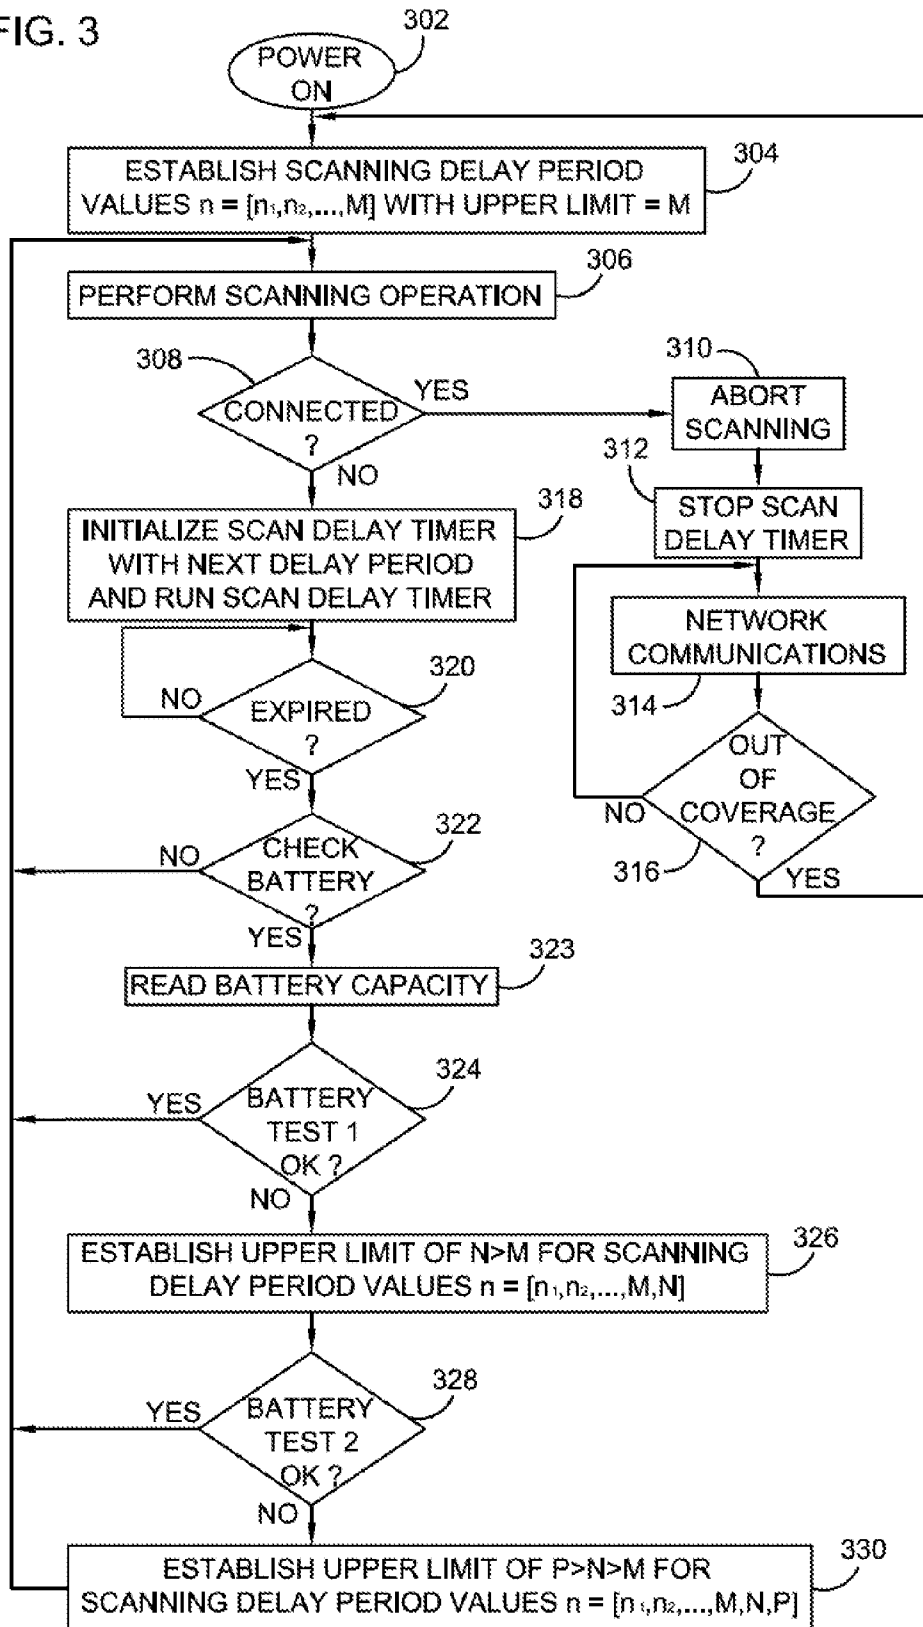 FIG. 3
302
POWER
ON
ESTABLISH SCANNING DELAY PERIOD
VALUES n = [n₁,n₂,...,M] WITH UPPER LIMIT = M
304
PERFORM SCANNING OPERATION
306
308
CONNECTED
?
YES
NO
310
ABORT
SCANNING
312
STOP SCAN
DELAY TIMER
INITIALIZE SCAN DELAY TIMER
WITH NEXT DELAY PERIOD
AND RUN SCAN DELAY TIMER
318
NETWORK
COMMUNICATIONS
314
EXPIRED
?
320
NO
YES
OUT
OF
COVERAGE
?
NO
316
YES
CHECK
BATTERY
?
322
NO
YES
READ BATTERY CAPACITY
323
BATTERY
TEST 1
OK ?
324
YES
NO
ESTABLISH UPPER LIMIT OF N>M FOR SCANNING
DELAY PERIOD VALUES n = [n₁,n₂,...,M,N]
326
BATTERY
TEST 2
OK ?
328
YES
NO
ESTABLISH UPPER LIMIT OF P>N>M FOR
SCANNING DELAY PERIOD VALUES n = [n₁,n₂,...,M,N,P]
330